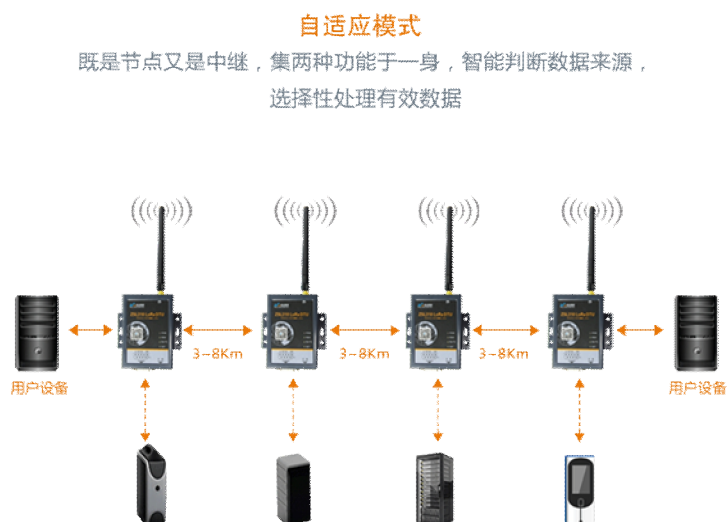 自适应模式
既是节点又是中继，集两种功能于一身，智能判断数据来源，
选择性处理有效数据
3~8Km
3~8Km
3~8Km
用户设备
用户设备